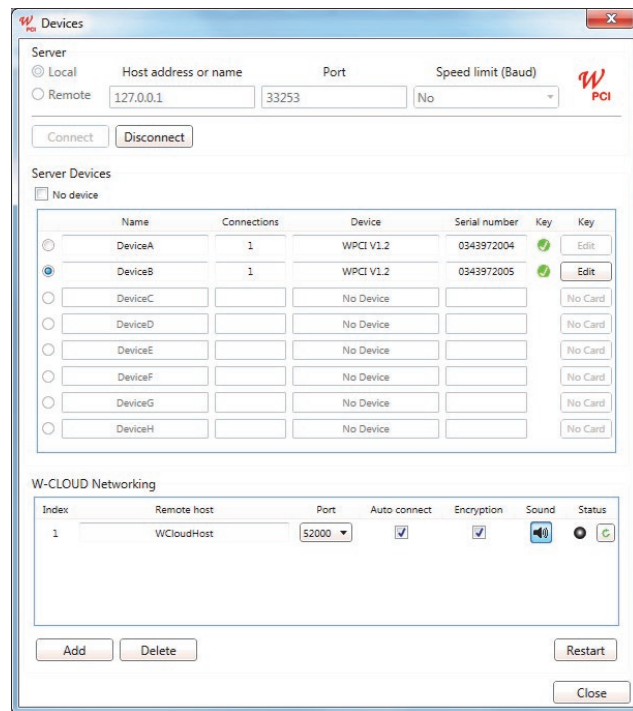 W PCI Devices
Server
Local Host address or name Port Speed limit (Baud)
Remote 127.0.0.1 33253 No
W PCI
Connect Disconnect
Server Devices
No device
Name Connections Device Serial number Key Key
DeviceA 1 WPCI V1.2 0343972004 Edit
DeviceB 1 WPCI V1.2 0343972005 Edit
DeviceC No Device No Card
DeviceD No Device No Card
DeviceE No Device No Card
DeviceF No Device No Card
DeviceG No Device No Card
DeviceH No Device No Card
W-CLOUD Networking
Index Remote host Port Auto connect Encryption Sound Status
1 WCloudHost 52000
Add Delete Restart
Close